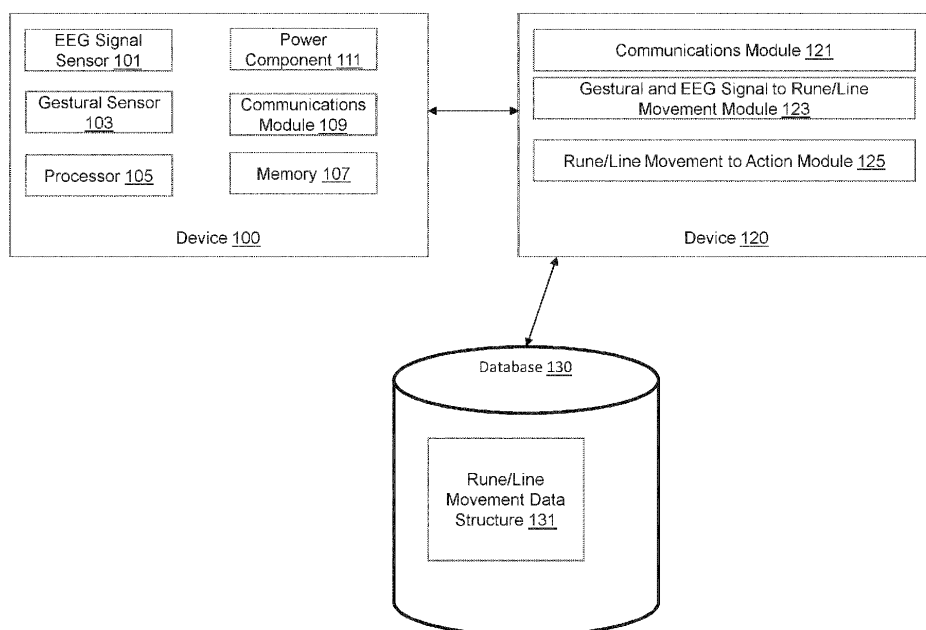 EEG Signal
Sensor 101
Power
Component 111
Gestural Sensor
103
Communications
Module 109
Processor 105
Memory 107
Device 100
Communications Module 121
Gestural and EEG Signal to Rune/Line
Movement Module 123
Rune/Line Movement to Action Module 125
Device 120
Database 130
Rune/Line
Movement Data
Structure 131